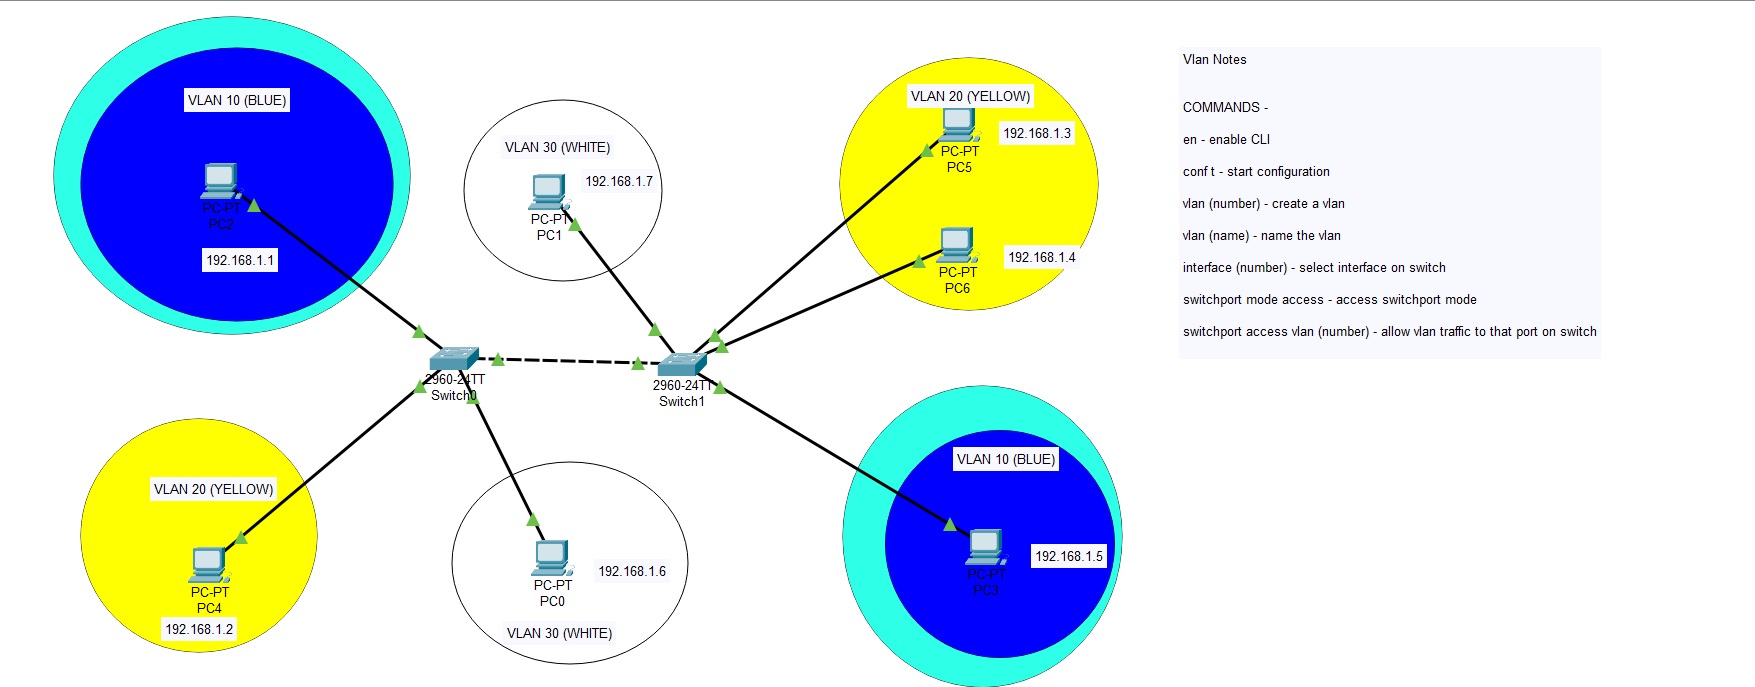 VLAN 10 (BLUE)
PC-PT
PC2
192.168.1.1
VLAN 30 (WHITE)
192.168.1.7
PC-PT
PC1
VLAN 20 (YELLOW)
192.168.1.3
PC-PT
PC5
192.168.1.4
PC-PT
PC6
2960-24TT
Switch0
2960-24TT
Switch1
VLAN 20 (YELLOW)
PC-PT
PC4
192.168.1.2
192.168.1.6
PC-PT
PC0
VLAN 30 (WHITE)
VLAN 10 (BLUE)
192.168.1.5
PC-PT
PC3
Vlan Notes
COMMANDS -
en - enable CLI
conf t - start configuration
vlan (number) - create a vlan
vlan (name) - name the vlan
interface (number) - select interface on switch
switchport mode access - access switchport mode
switchport access vlan (number) - allow vlan traffic to that port on switch